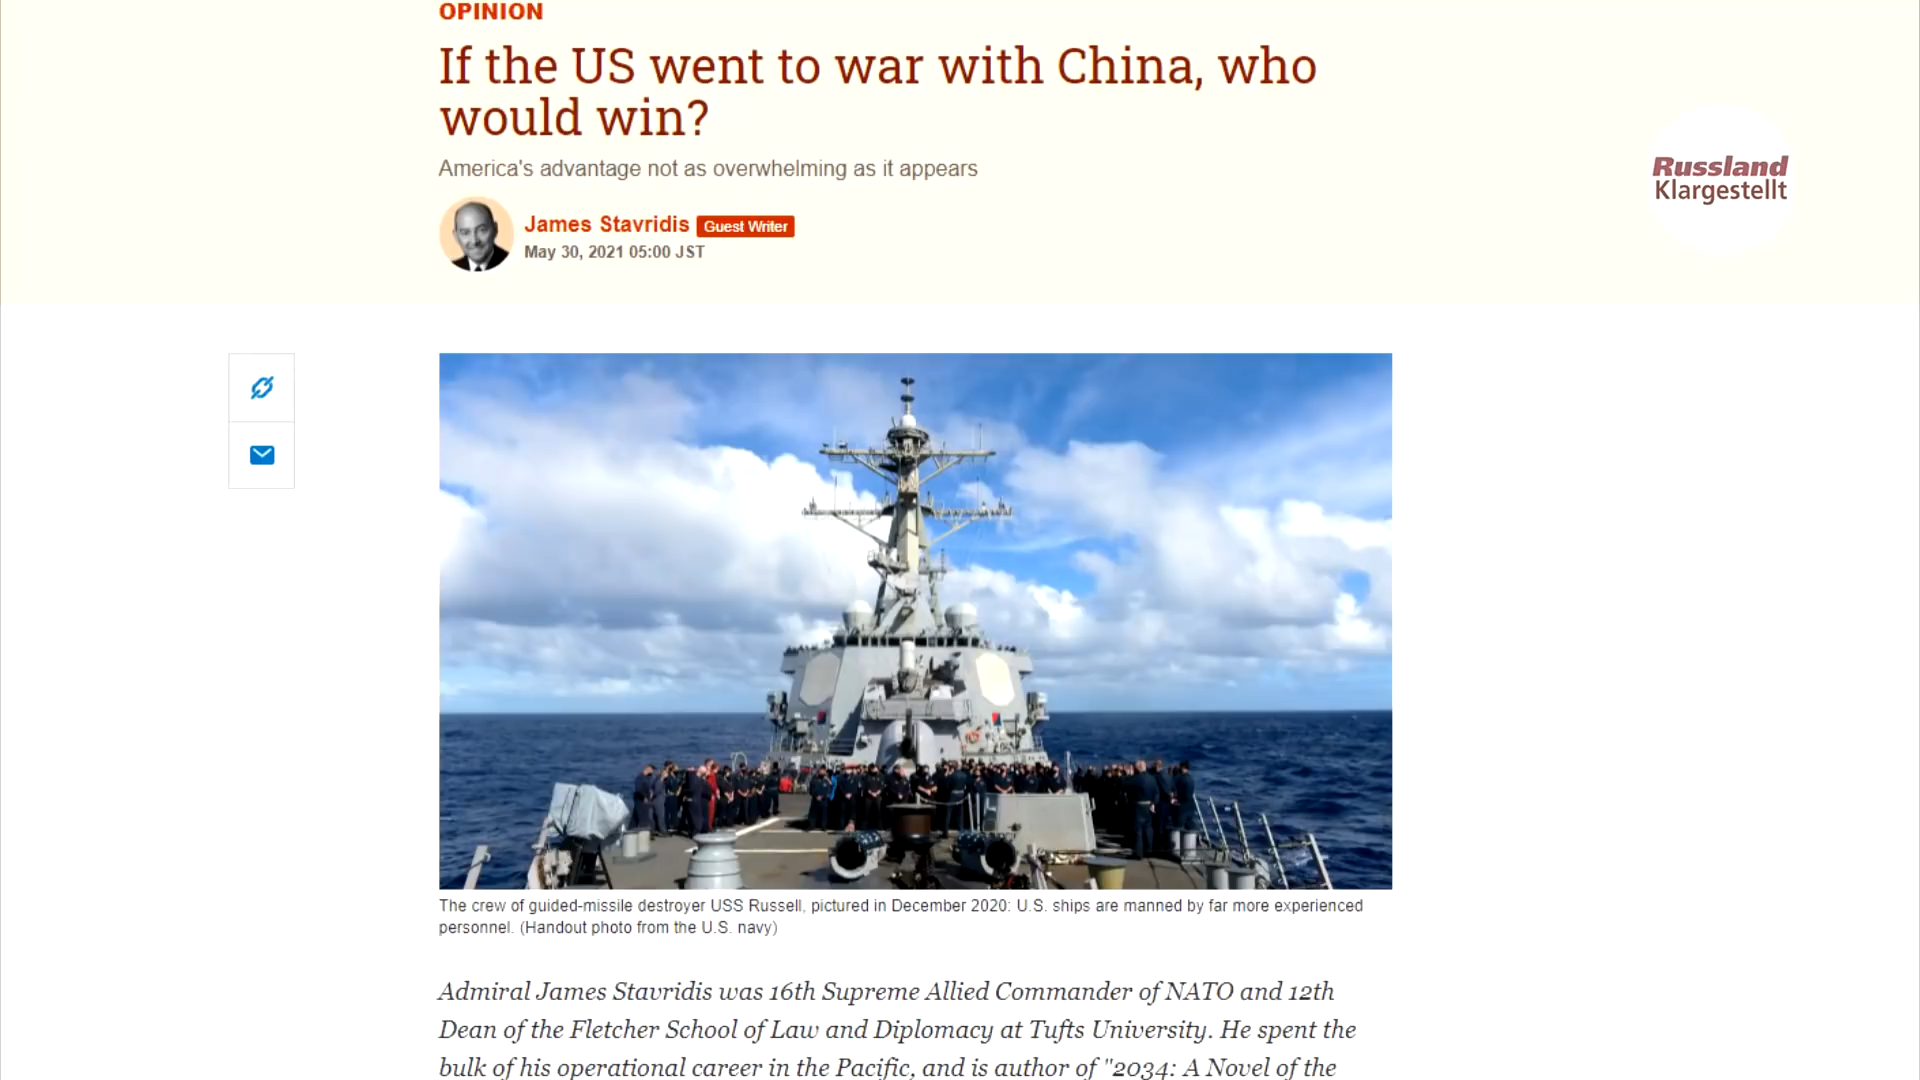 OPINION
If the US went to war with China, who
would win?
America's advantage not as overwhelming as it appears
James Stavridis Guest Writer
May 30, 2021 05:00 JST
Russland
Klargestellt
The crew of guided-missile destroyer USS Russell, pictured in December 2020: U.S. ships are manned by far more experienced
personnel. (Handout photo from the U.S. navy)
Admiral James Stavridis was 16th Supreme Allied Commander of NATO and 12th
Dean of the Fletcher School of Law and Diplomacy at Tufts University. He spent the
bulk of his operational career in the Pacific, and is author of "2034: A Novel of the